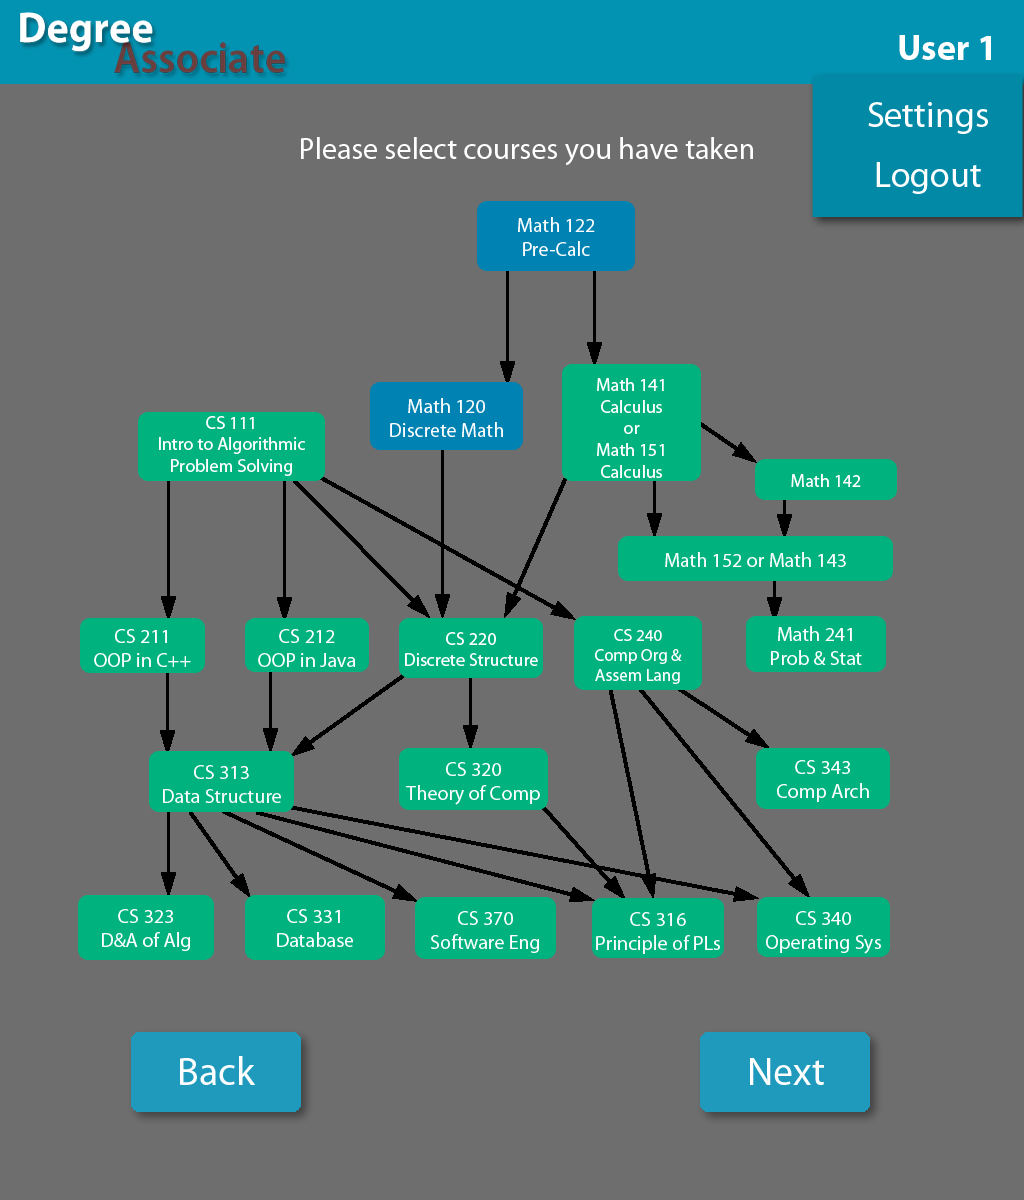 Degree
Associate
User 1
Settings
Logout
Please select courses you have taken
Math 122
Pre-Calc
Math 120
Discrete Math
Math 141
Calculus
or
Math 151
Calculus
CS 111
Intro to Algorithmic
Problem Solving
Math 142
Math 152 or Math 143
CS 211
OOP in C++
CS 212
OOP in Java
CS 220
Discrete Structure
CS 240
Comp Org &
Assem Lang
Math 241
Prob & Stat
CS 313
Data Structure
CS 320
Theory of Comp
CS 343
Comp Arch
CS 323
D&A of Alg
CS 331
Database
CS 370
Software Eng
CS 316
Principle of PLs
CS 340
Operating Sys
Back
Next